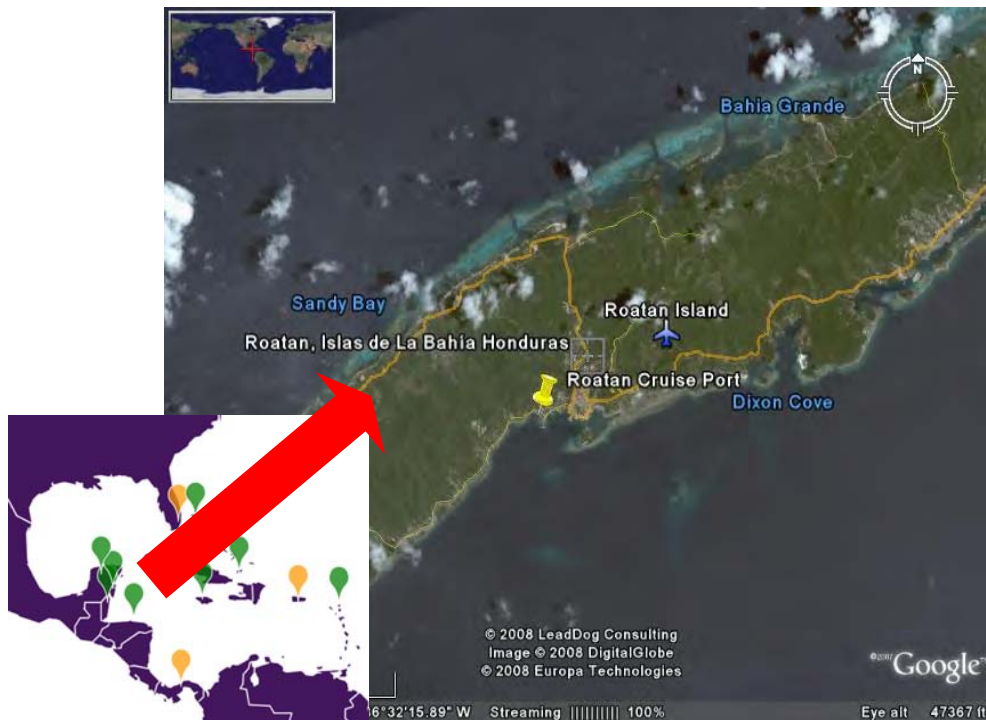 N
Bahia Grande
Sandy Bay
Roatan Island
Roatan, Islas de La Bahia Honduras
Roatan Cruise Port
Dixon Cove
© 2008 LeadDog Consulting
Image © 2008 DigitalGlobe
© 2008 Europa Technologies
Google
6°32'15.89" W Streaming |||||||||| 100% Eye alt 47367 ft